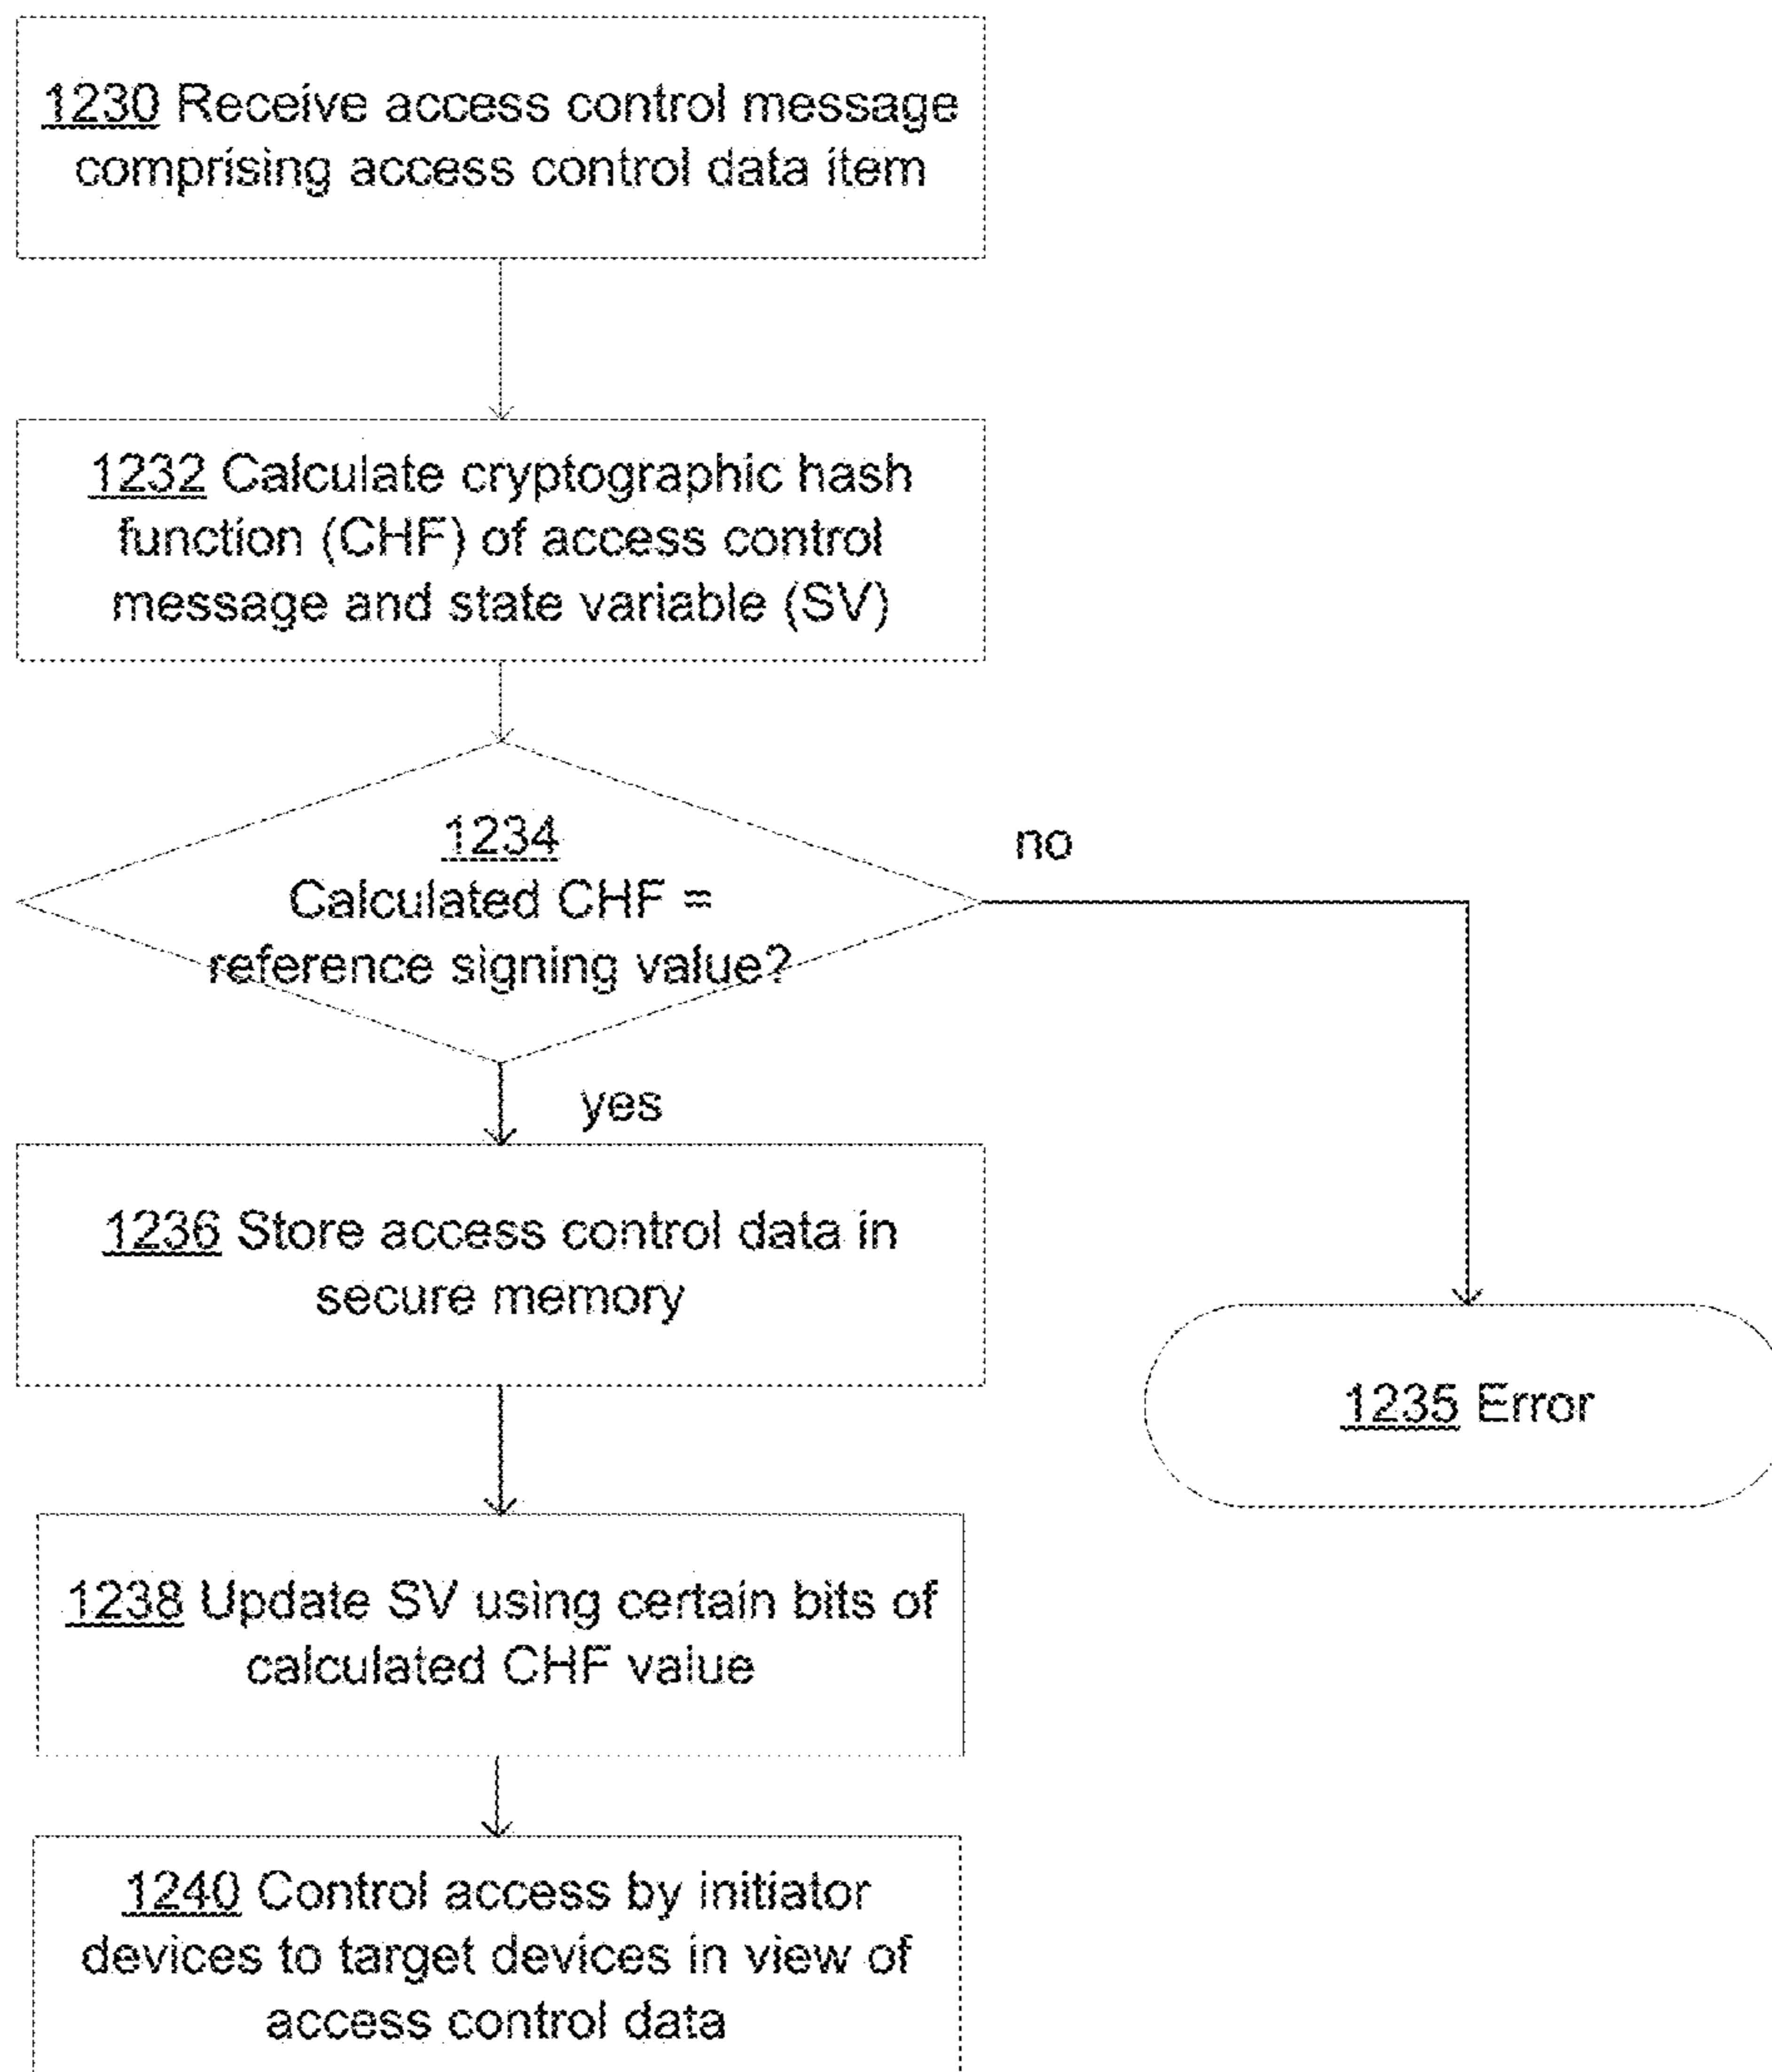 1230 Receive access control message
comprising access control data item
1232 Calculate cryptographic hash
function (CHF) of access control
message and state variable (SV)
1234
Calculated CHF =
reference signing value?
no
yes
1236 Store access control data in
secure memory
1235 Error
1238 Update SV using certain bits of
calculated CHF value
1240 Control access by initiator
devices to target devices in view of
access control data